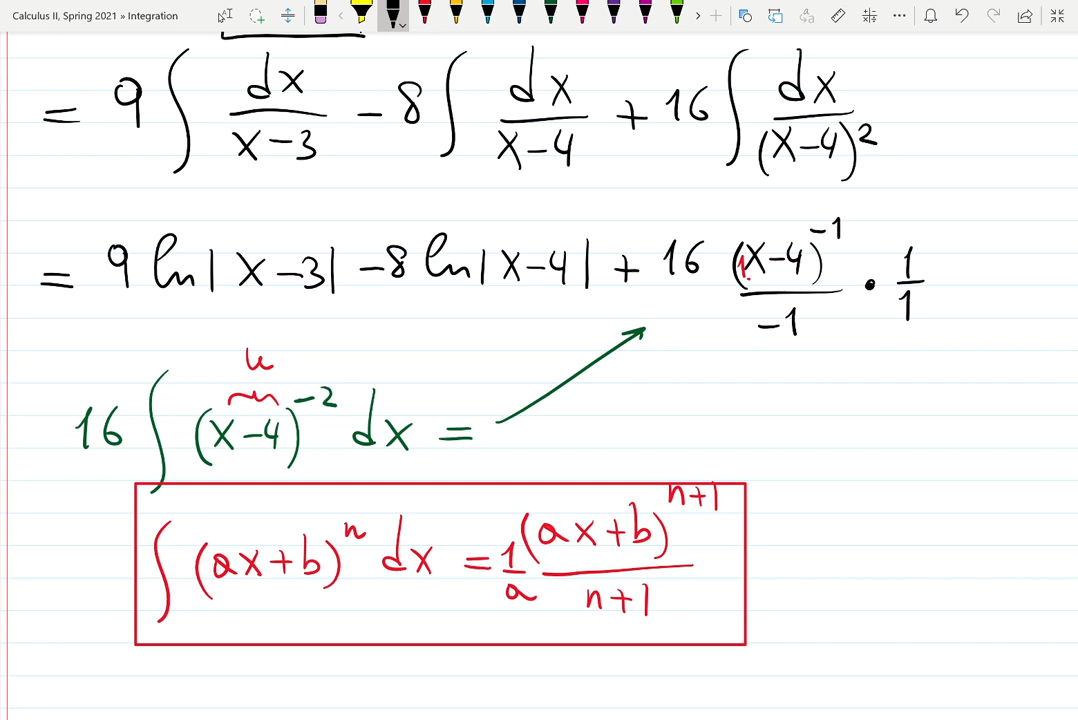 Calculus II, Spring 2021 » Integration
= 9 ∫ dx/(x-3) - 8 ∫ dx/(x-4) + 16 ∫ dx/(x-4)²
= 9 ln|x-3| - 8 ln|x-4| + 16 (1·x-4)⁻¹/-1 · 1/1
u
16 ∫ (x-4)⁻² dx =
∫ (ax+b)ⁿ dx = 1/a (ax+b)ⁿ⁺¹/(n+1)